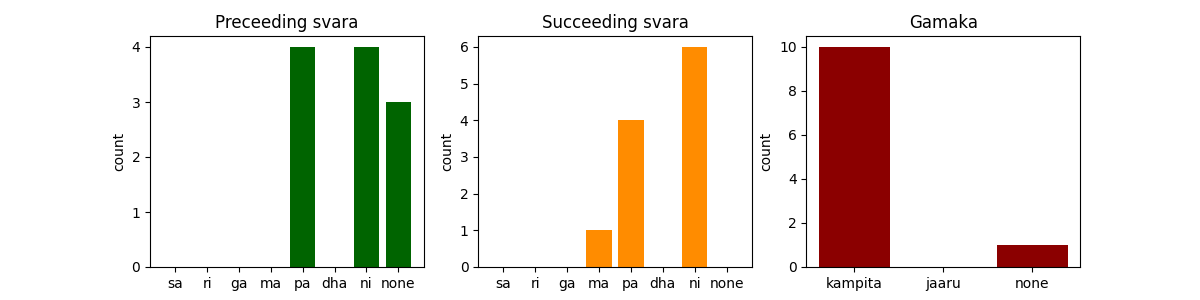 Preceeding svara
count
4
3
2
1
0
sa ri ga ma pa dha ni none
Succeeding svara
count
6
5
4
3
2
1
0
sa ri ga ma pa dha ni none
Gamaka
count
10
8
6
4
2
0
kampita jaaru none